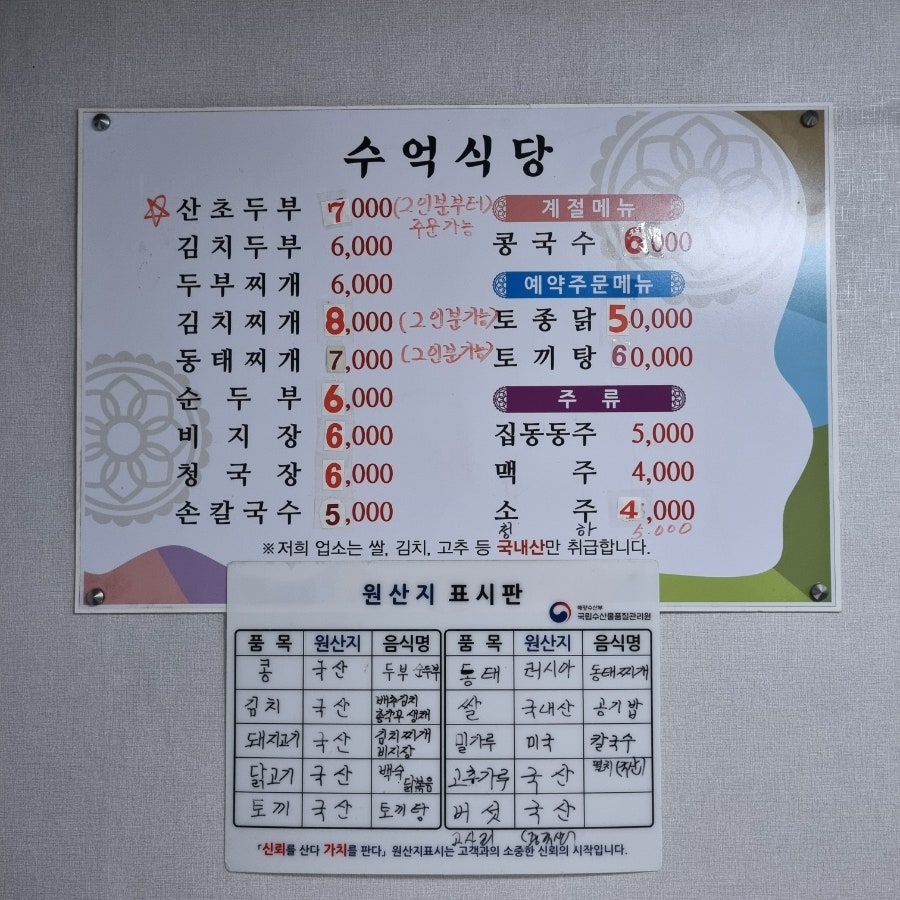 수억식당
산초두부 7,000 (2인분부터)
주문가능
김치두부 6,000
두부찌개 6,000
김치찌개 8,000 (2인분가능)
동태찌개 7,000 (2인분가능)
순두부 6,000
비지장 6,000
청국장 6,000
손칼국수 5,000
계절메뉴
콩국수 6,000
예약주문메뉴
토종닭 50,000
토끼탕 60,000
주류
집동동주 5,000
맥주 4,000
소주 4,000
청하 5.000
※저희 업소는 쌀, 김치, 고추 등 국내산만 취급합니다.
원산지 표시판
해양수산부
국립수산물품질관리원
품목 원산지 음식명
콩 국산 두부 순두부
김치 국산 배추김치
총각무 생채
돼지고기 국산 김치찌개
비지장
닭고기 국산 백숙
닭볶음
토끼 국산 토끼탕
품목 원산지 음식명
동태 러시아 동태찌개
쌀 국내산 공기밥
밀가루 미국 칼국수
고춧가루 국산 멸치
버섯 국산
고사리
「신뢰를 산다 가치를 판다」 원산지표시는 고객과의 소중한 신뢰의 시작입니다.